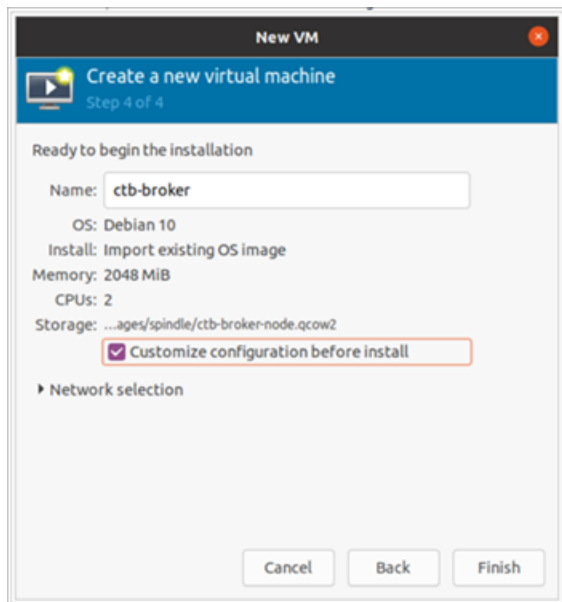 New VM
Create a new virtual machine
Step 4 of 4
Ready to begin the installation
Name: ctb-broker
OS: Debian 10
Install: Import existing OS image
Memory: 2048 MiB
CPUs: 2
Storage: ...ages/spindle/ctb-broker-node.qcow2
Customize configuration before install
Network selection
Cancel Back Finish